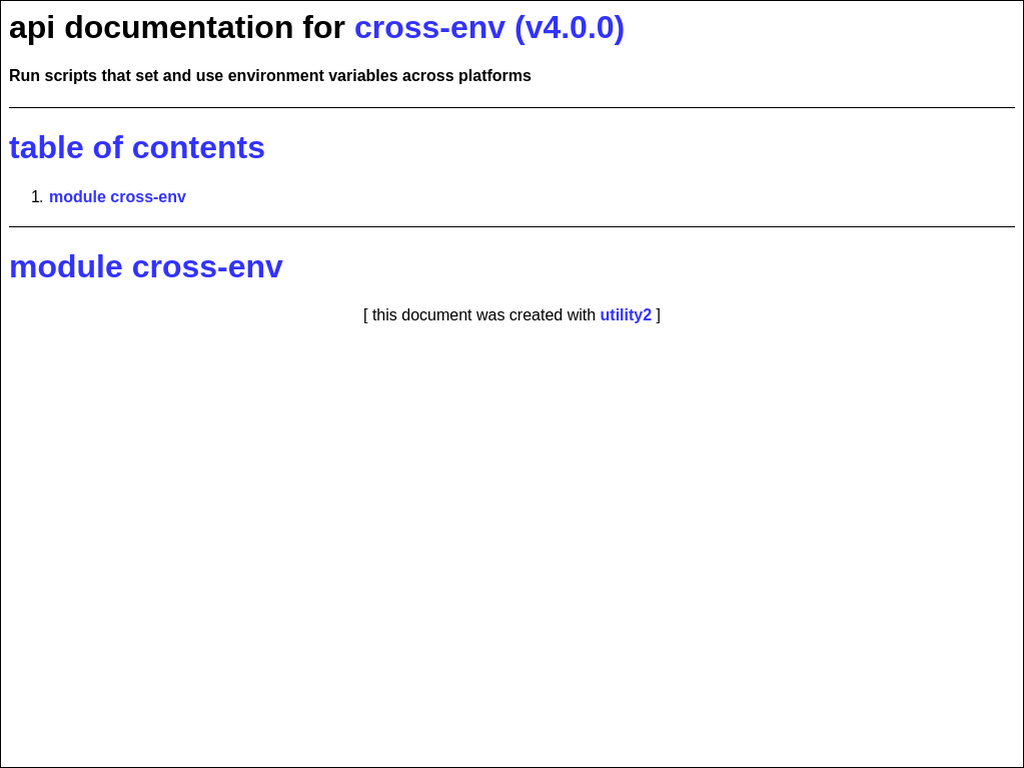 api documentation for cross-env (v4.0.0)
Run scripts that set and use environment variables across platforms
table of contents
1. module cross-env
module cross-env
[ this document was created with utility2 ]